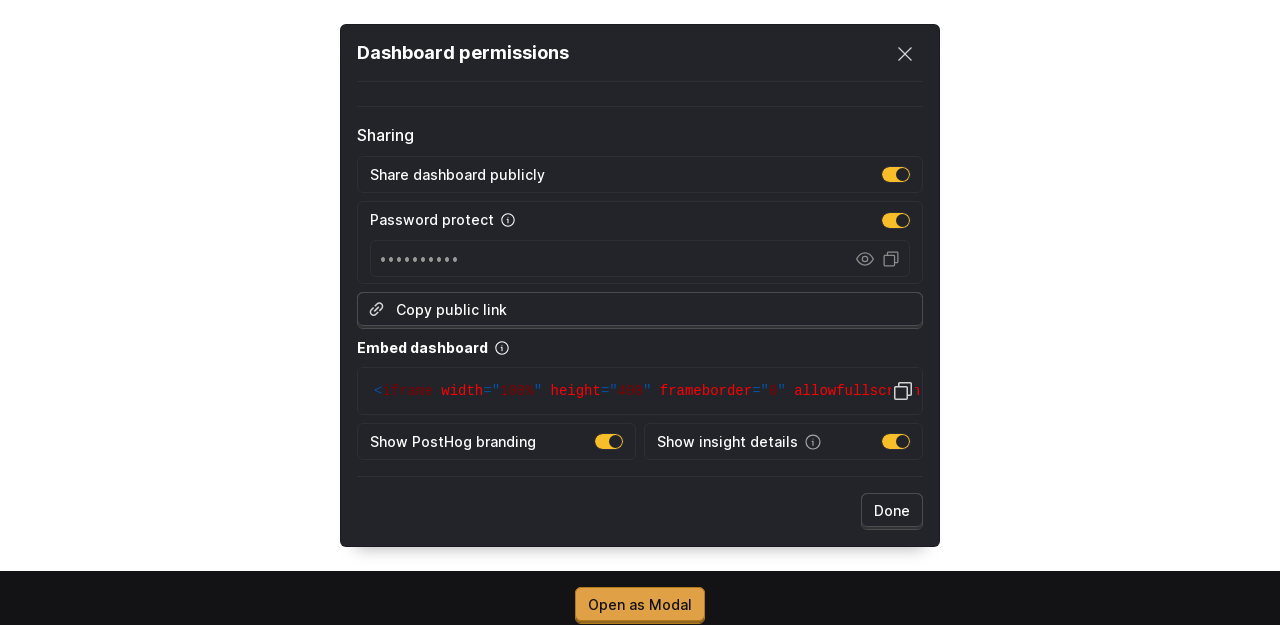 Dashboard permissions
Sharing
Share dashboard publicly
Password protect
••••••••••
Copy public link
Embed dashboard
<iframe width="100%" height="400" frameborder="0" allowfullscr
Show PostHog branding
Show insight details
Done
Open as Modal